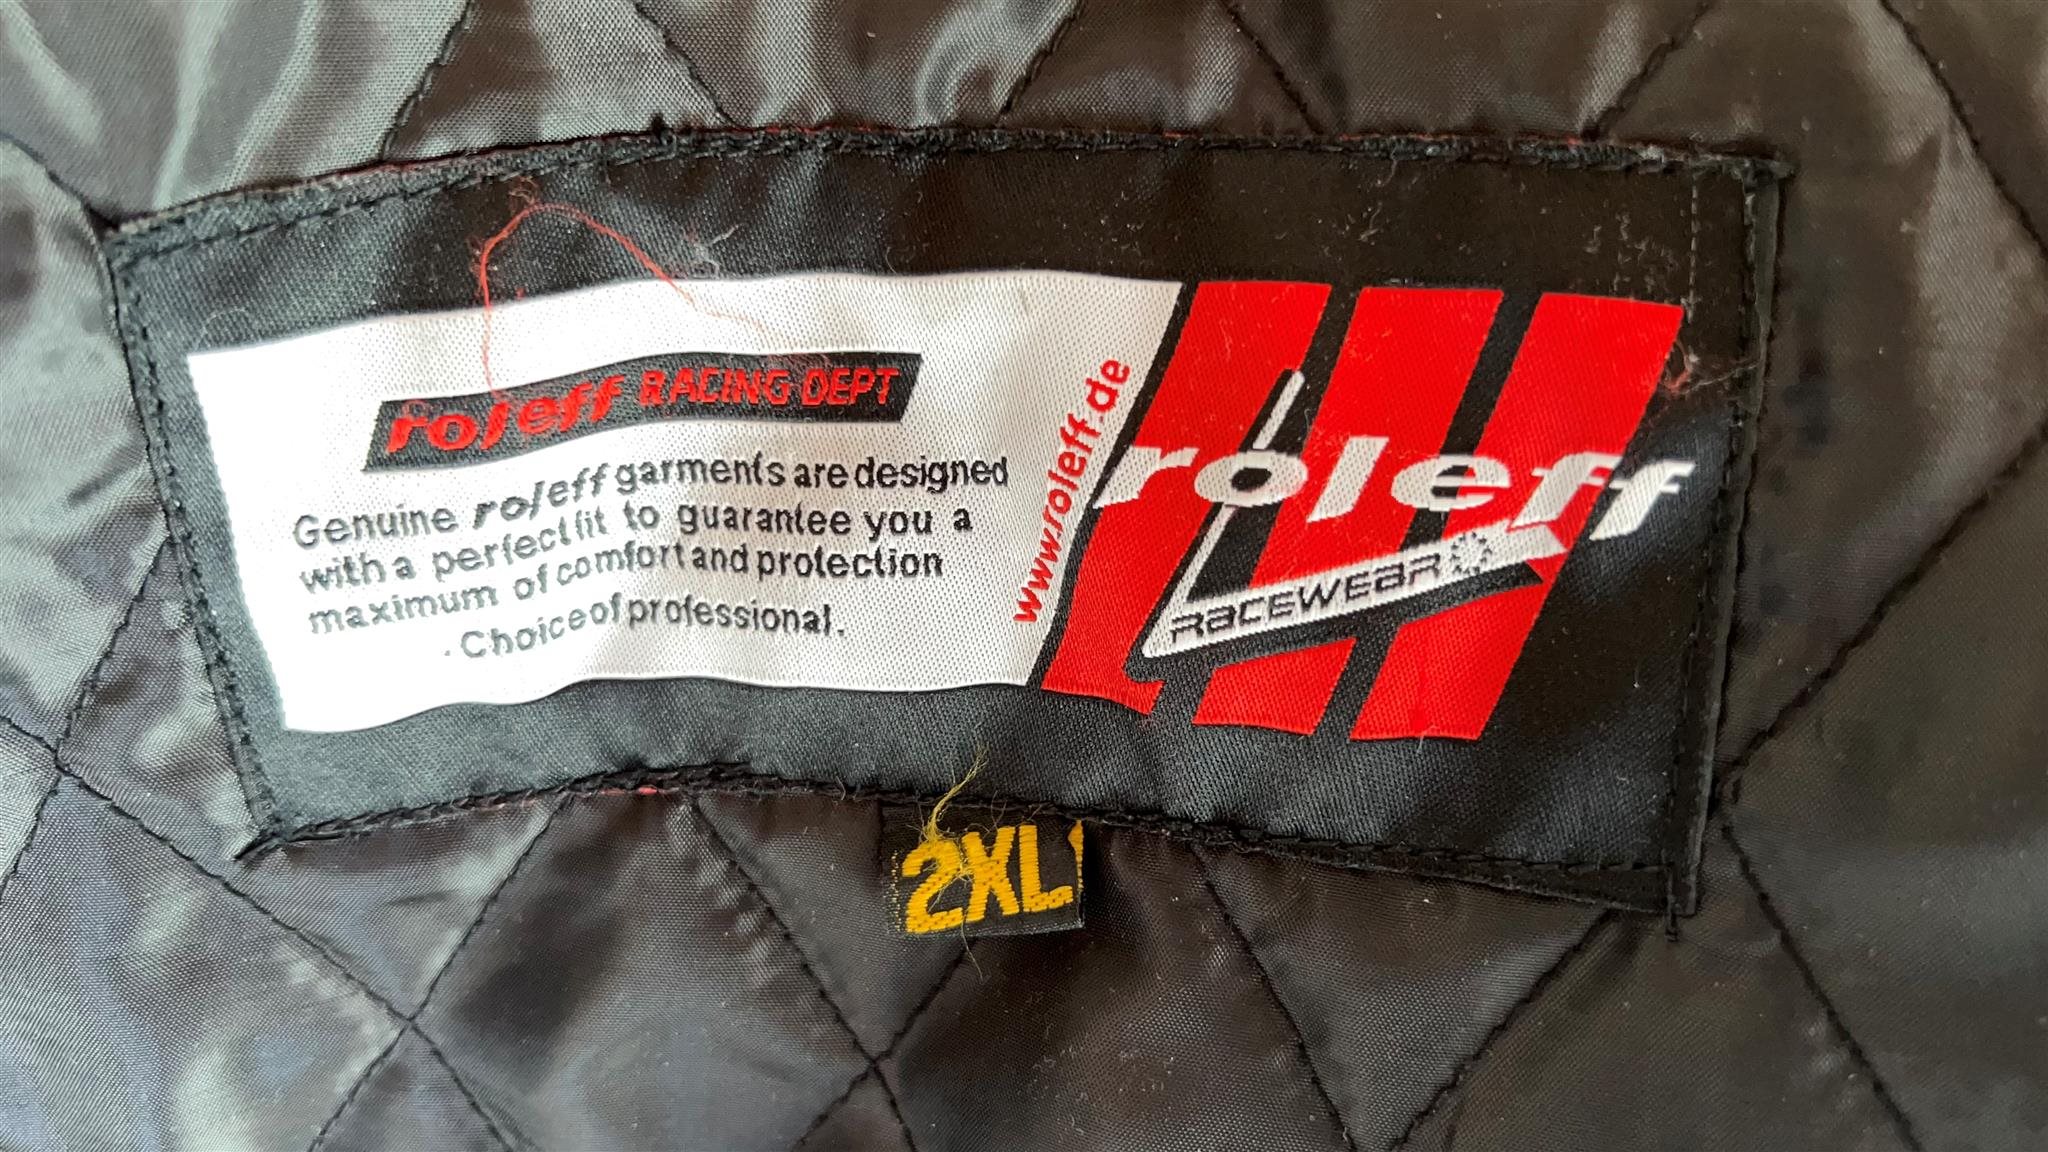 roleff RACING DEPT
Genuine roleff garments are designed
with a perfect fit to guarantee you a
maximum of comfort and protection
. Choice of professional.
www.roleff.de
roleff
RACEWEAR
2XL